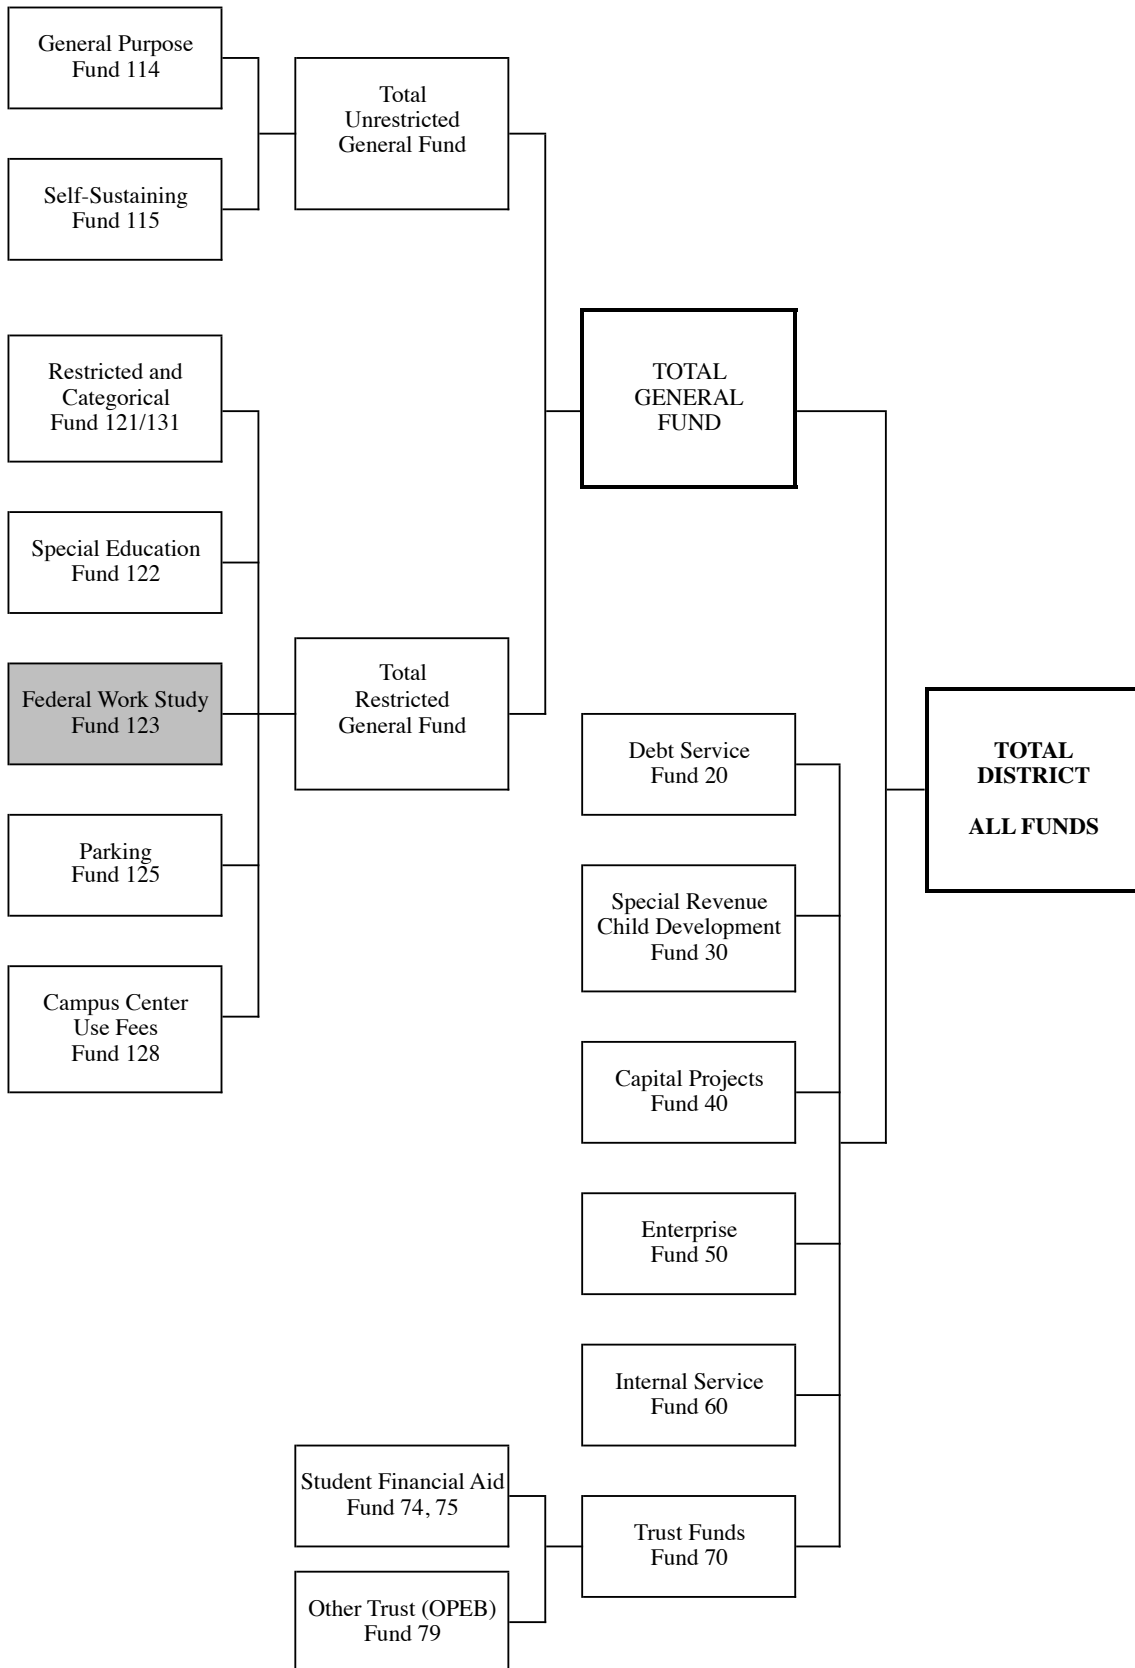 General Purpose
Fund 114
Total
Unrestricted
General Fund
Self-Sustaining
Fund 115
Restricted and
Categorical
Fund 121/131
TOTAL
GENERAL
FUND
Special Education
Fund 122
Federal Work Study
Fund 123
Total
Restricted
General Fund
Debt Service
Fund 20
TOTAL
DISTRICT
ALL FUNDS
Parking
Fund 125
Special Revenue
Child Development
Fund 30
Campus Center
Use Fees
Fund 128
Capital Projects
Fund 40
Enterprise
Fund 50
Internal Service
Fund 60
Student Financial Aid
Fund 74, 75
Trust Funds
Fund 70
Other Trust (OPEB)
Fund 79